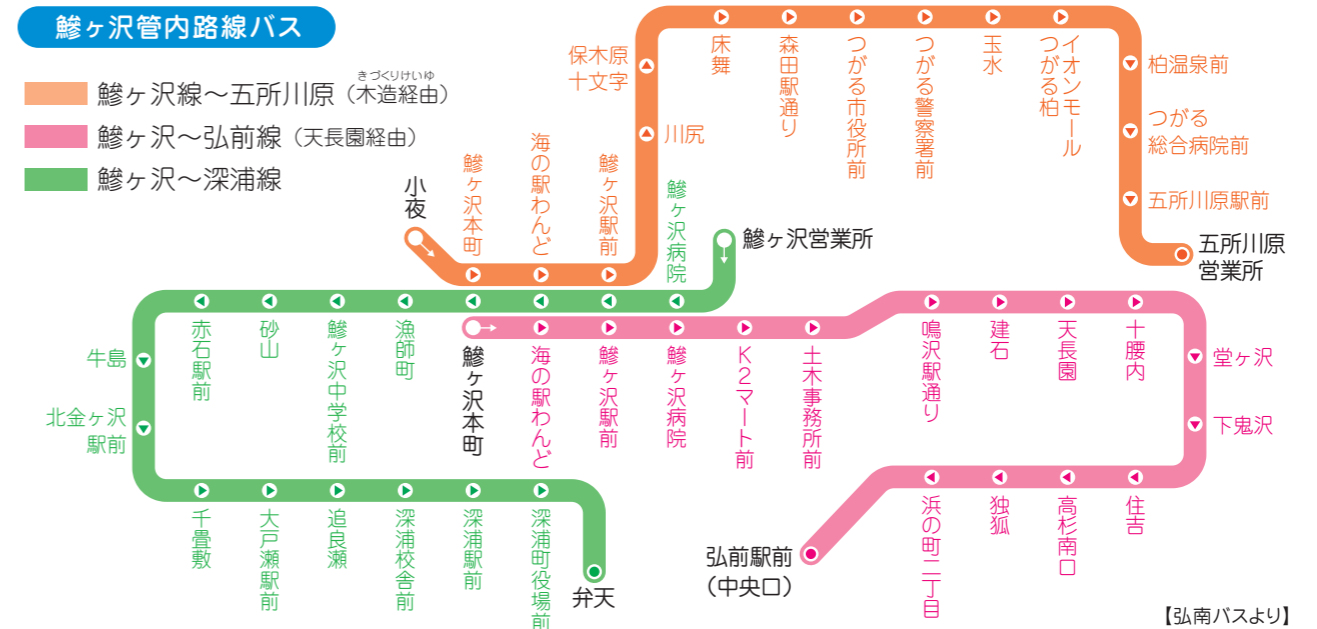 鰺ヶ沢管内路線バス
鰺ヶ沢線～五所川原（木造経由）
きづくりけいゆ
鰺ヶ沢～弘前線（天長園経由）
鰺ヶ沢～深浦線
小夜
鰺ヶ沢本町
海の駅わんど
鰺ヶ沢駅前
川尻
保木原
十文字
床舞
森田駅通り
つがる市役所前
つがる警察署前
玉水
イオンモール
つがる柏
柏温泉前
つがる
総合病院前
五所川原駅前
五所川原
営業所
鰺ヶ沢営業所
鰺ヶ沢病院
漁師町
鰺ヶ沢中学校前
砂山
赤石駅前
牛島
北金ヶ沢
駅前
千畳敷
大戸瀬駅前
追良瀬
深浦校舎前
深浦駅前
深浦町役場前
弁天
鰺ヶ沢本町
海の駅わんど
鰺ヶ沢駅前
鰺ヶ沢病院
K2マート前
土木事務所前
鳴沢駅通り
建石
天長園
十腰内
堂ヶ沢
下鬼沢
住吉
高杉南口
独狐
浜の町二丁目
弘前駅前
（中央口）
【弘南バスより】